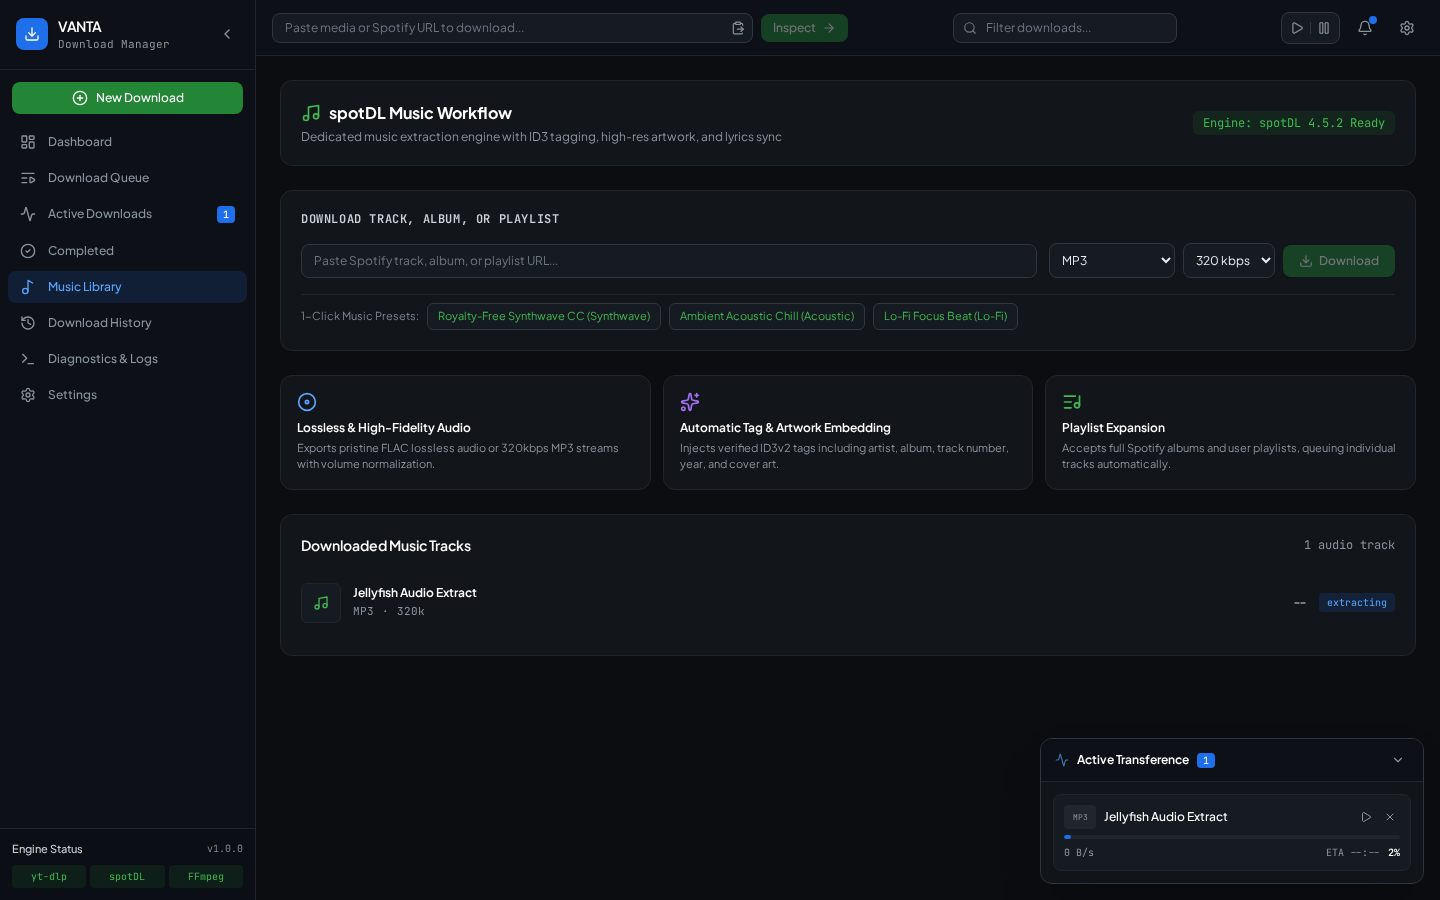 VANTA
Download Manager
Paste media or Spotify URL to download...
Inspect
Filter downloads...
New Download
Dashboard
Download Queue
Active Downloads
1
Completed
Music Library
Download History
Diagnostics & Logs
Settings
Engine Status
v1.0.0
yt-dlp
spotDL
FFmpeg
spotDL Music Workflow
Dedicated music extraction engine with ID3 tagging, high-res artwork, and lyrics sync
Engine: spotDL 4.5.2 Ready
DOWNLOAD TRACK, ALBUM, OR PLAYLIST
Paste Spotify track, album, or playlist URL...
MP3
320 kbps
Download
1-Click Music Presets:
Royalty-Free Synthwave CC (Synthwave)
Ambient Acoustic Chill (Acoustic)
Lo-Fi Focus Beat (Lo-Fi)
Lossless & High-Fidelity Audio
Exports pristine FLAC lossless audio or 320kbps MP3 streams
with volume normalization.
Automatic Tag & Artwork Embedding
Injects verified ID3v2 tags including artist, album, track number,
year, and cover art.
Playlist Expansion
Accepts full Spotify albums and user playlists, queuing individual
tracks automatically.
Downloaded Music Tracks
1 audio track
Jellyfish Audio Extract
MP3 · 320k
--
extracting
Active Transference
1
MP3
Jellyfish Audio Extract
0 B/s
ETA --:--
2%